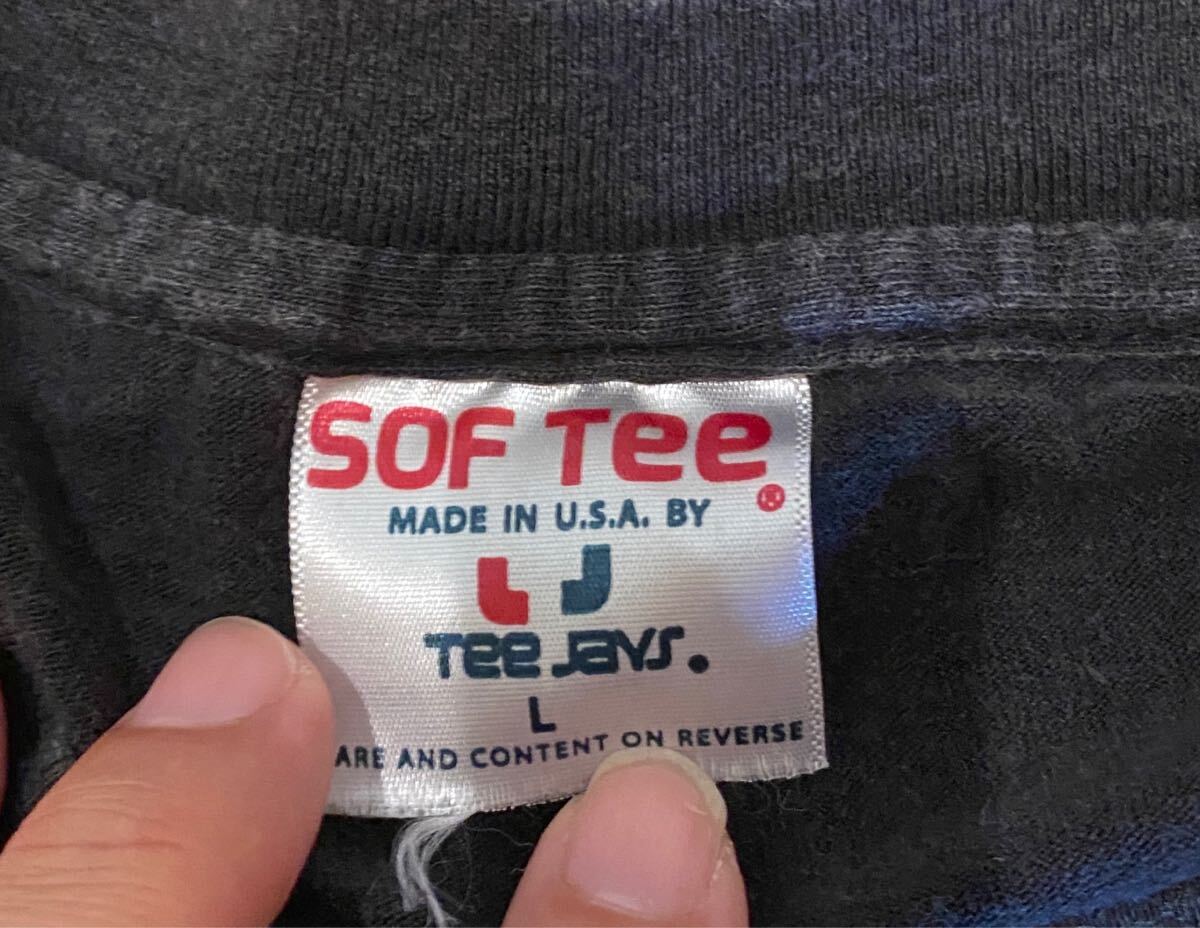 SOF Tee®
MADE IN U.S.A. BY
Tee Jays.
L
ARE AND CONTENT ON REVERSE